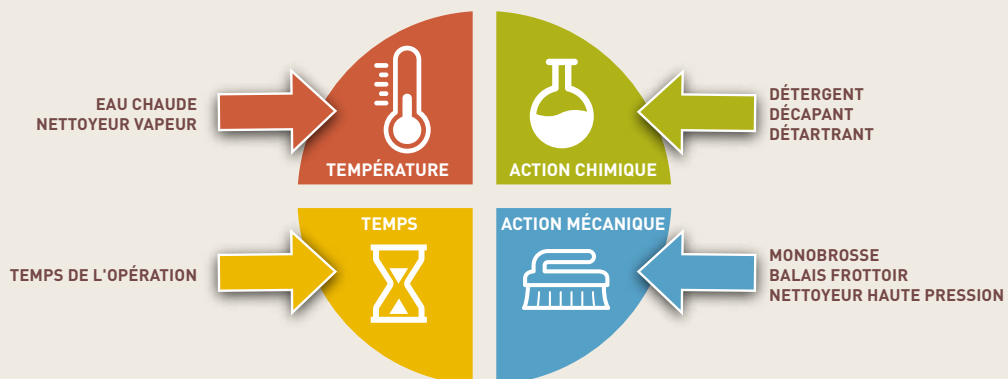 EAU CHAUDE
NETTOYEUR VAPEUR
TEMPÉRATURE
ACTION CHIMIQUE
DÉTERGENT
DÉCAPANT
DÉTARTRANT
TEMPS DE L'OPÉRATION
TEMPS
ACTION MÉCANIQUE
MONOBROSSE
BALAIS FROTTOIR
NETTOYEUR HAUTE PRESSION